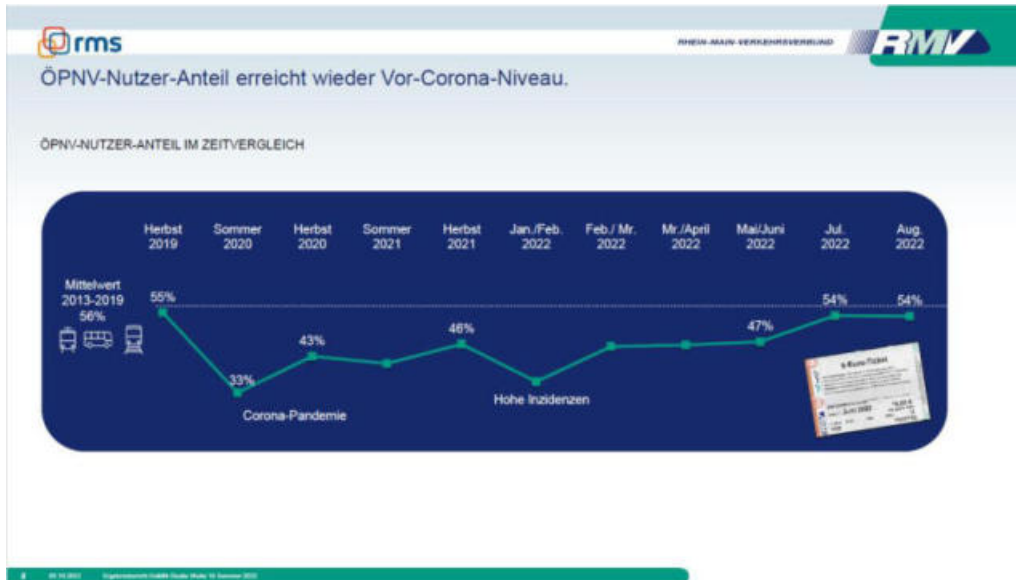 rms
RHEIN-MAIN-VERKEHRSVERBUND
RMV
ÖPNV-Nutzer-Anteil erreicht wieder Vor-Corona-Niveau.
ÖPNV-NUTZER-ANTEIL IM ZEITVERGLEICH
Herbst Sommer Herbst Sommer Herbst Jan./Feb. Feb./ Mr. Mr./April Mai/Juni Jul. Aug.
2019 2020 2020 2021 2021 2022 2022 2022 2022 2022 2022
Mittelwert
2013-2019
56%
55% 33% 43% 46% 47% 54% 54%
Corona-Pandemie
Hohe Inzidenzen
Juni 2022